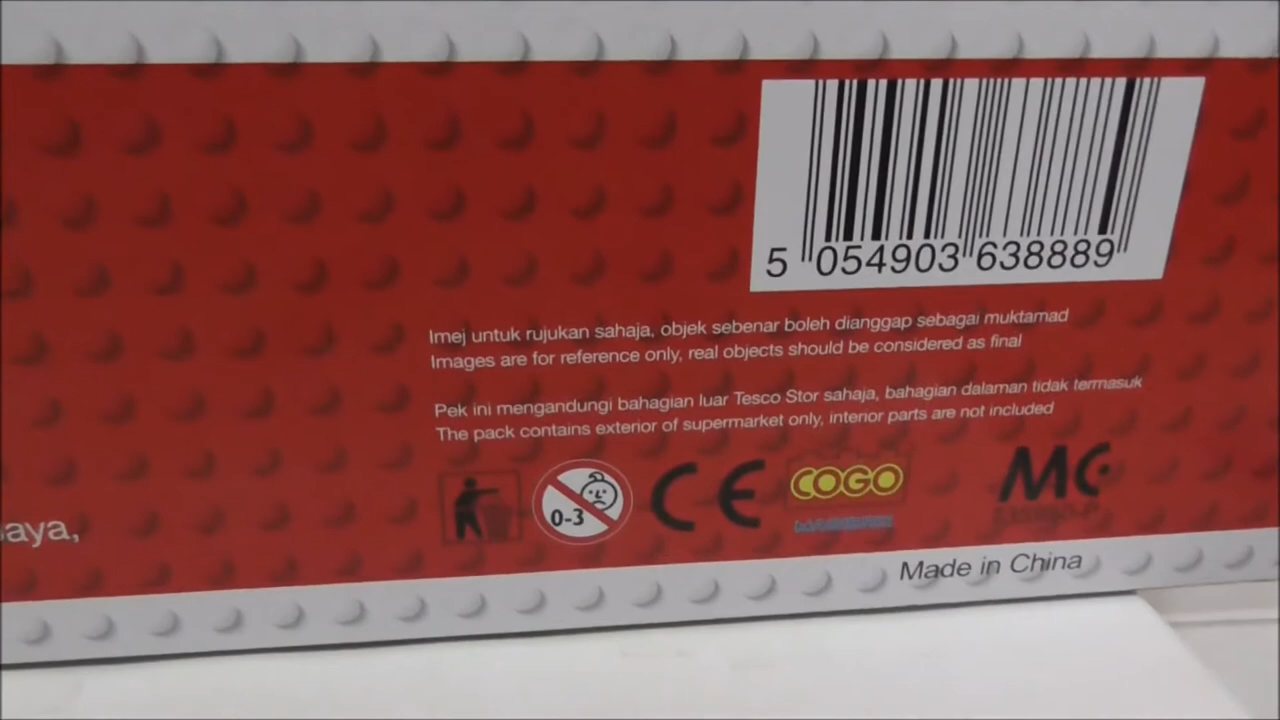 5 054903 638889
Imej untuk rujukan sahaja, objek sebenar boleh dianggap sebagai muktamad
Images are for reference only, real objects should be considered as final
Pek ini mengandungi bahagian luar Tesco Stor sahaja, bahagian dalaman tidak termasuk
The pack contains exterior of supermarket only, interior parts are not included
0-3
CE
COGO
MC
aya,
Made in China